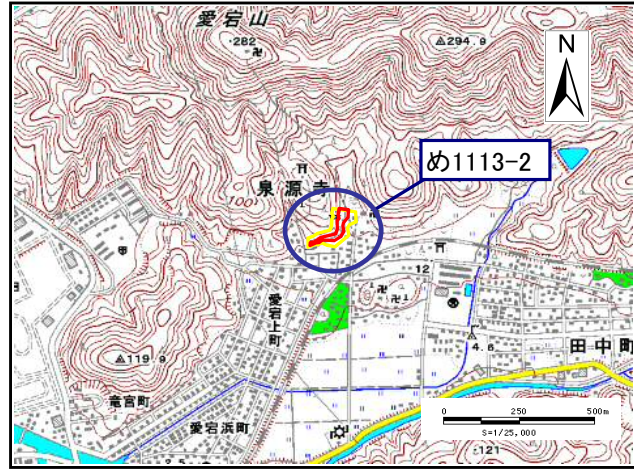 愛宕山
・282
△294.9
N
め1113-2
泉源寺
100
12
愛宕上町
4.6
田中町
△119.9
竜宮町
愛宕浜町
0 250 500m
S=1/25,000
・121